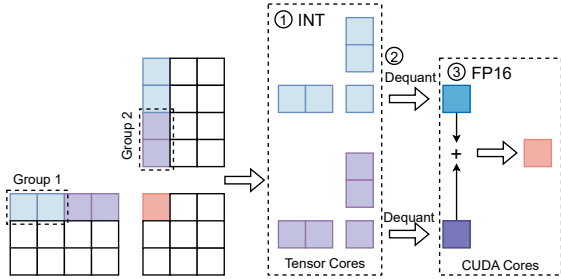 Group 1
Group 2
① INT
②
Dequant
Dequant
Tensor Cores
③ FP16
+
CUDA Cores